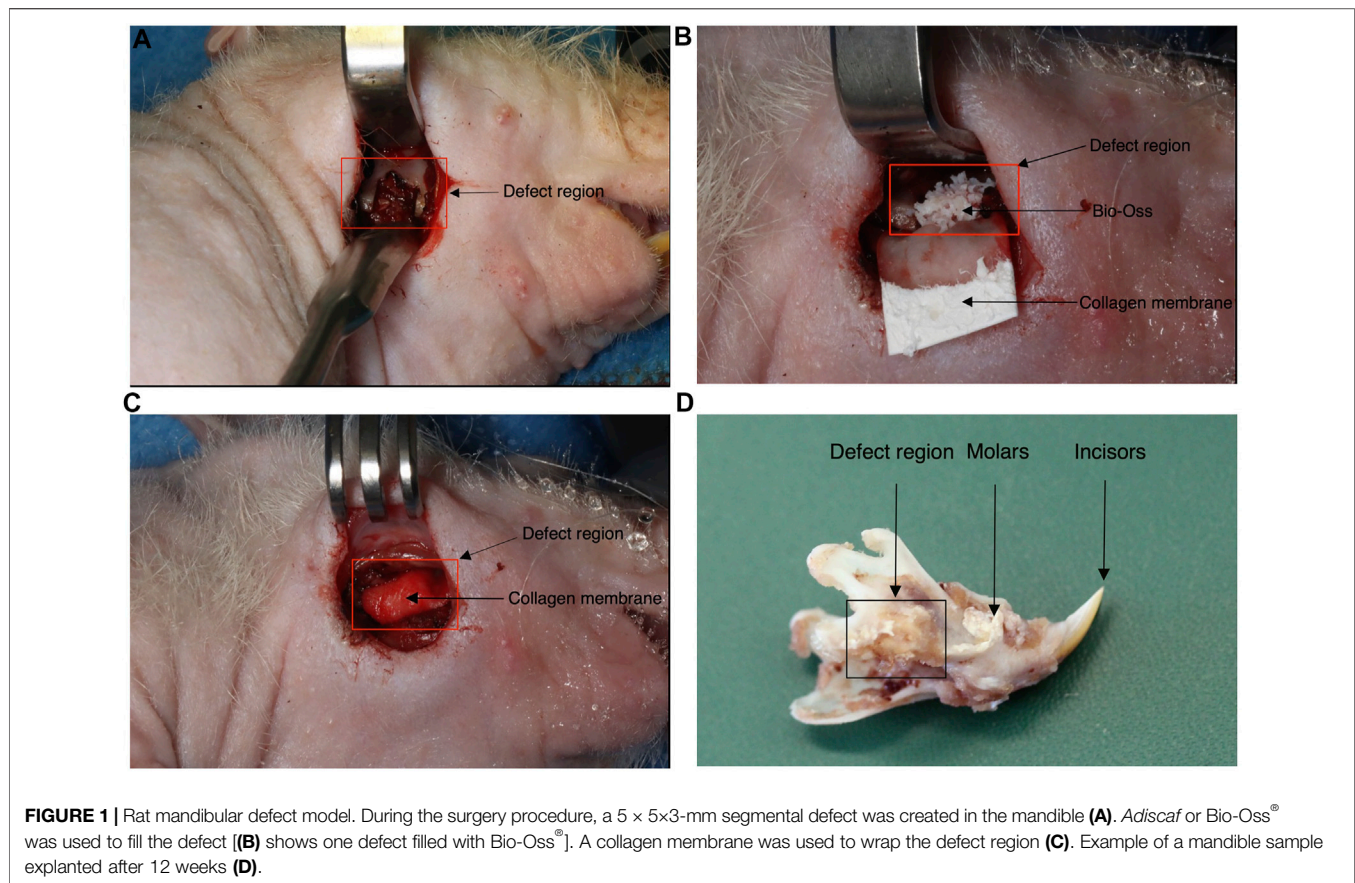 A
Defect region
B
Defect region
Bio-Oss
Collagen membrane
C
Defect region
Collagen membrane
D
Defect region Molars Incisors
FIGURE 1 | Rat mandibular defect model. During the surgery procedure, a 5 × 5×3-mm segmental defect was created in the mandible (A). Adiscaf or Bio-Oss®
was used to fill the defect [(B) shows one defect filled with Bio-Oss®]. A collagen membrane was used to wrap the defect region (C). Example of a mandible sample
explanted after 12 weeks (D).